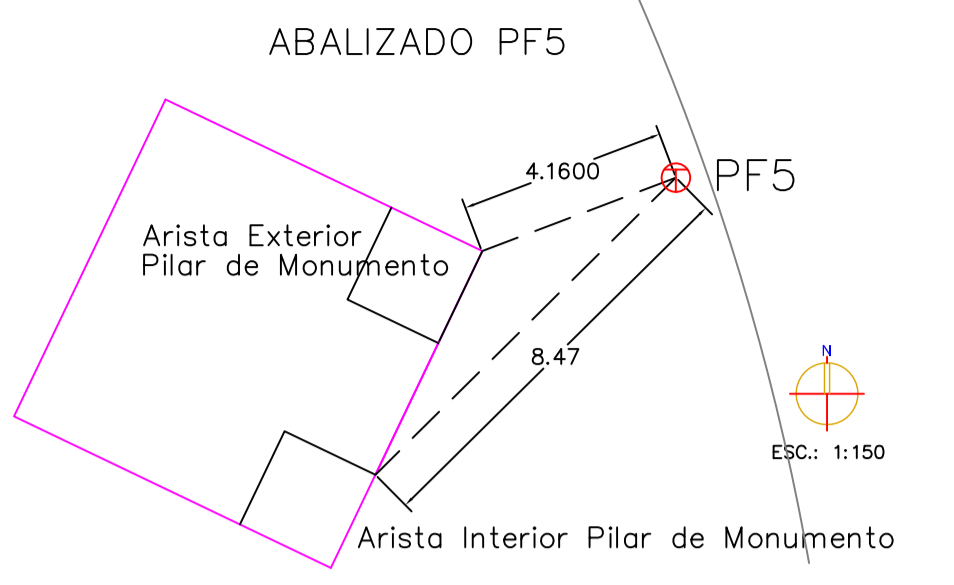 ABALIZADO PF5
4.1600
PF5
Arista Exterior
Pilar de Monumento
8.47
N
ESC.: 1:150
Arista Interior Pilar de Monumento